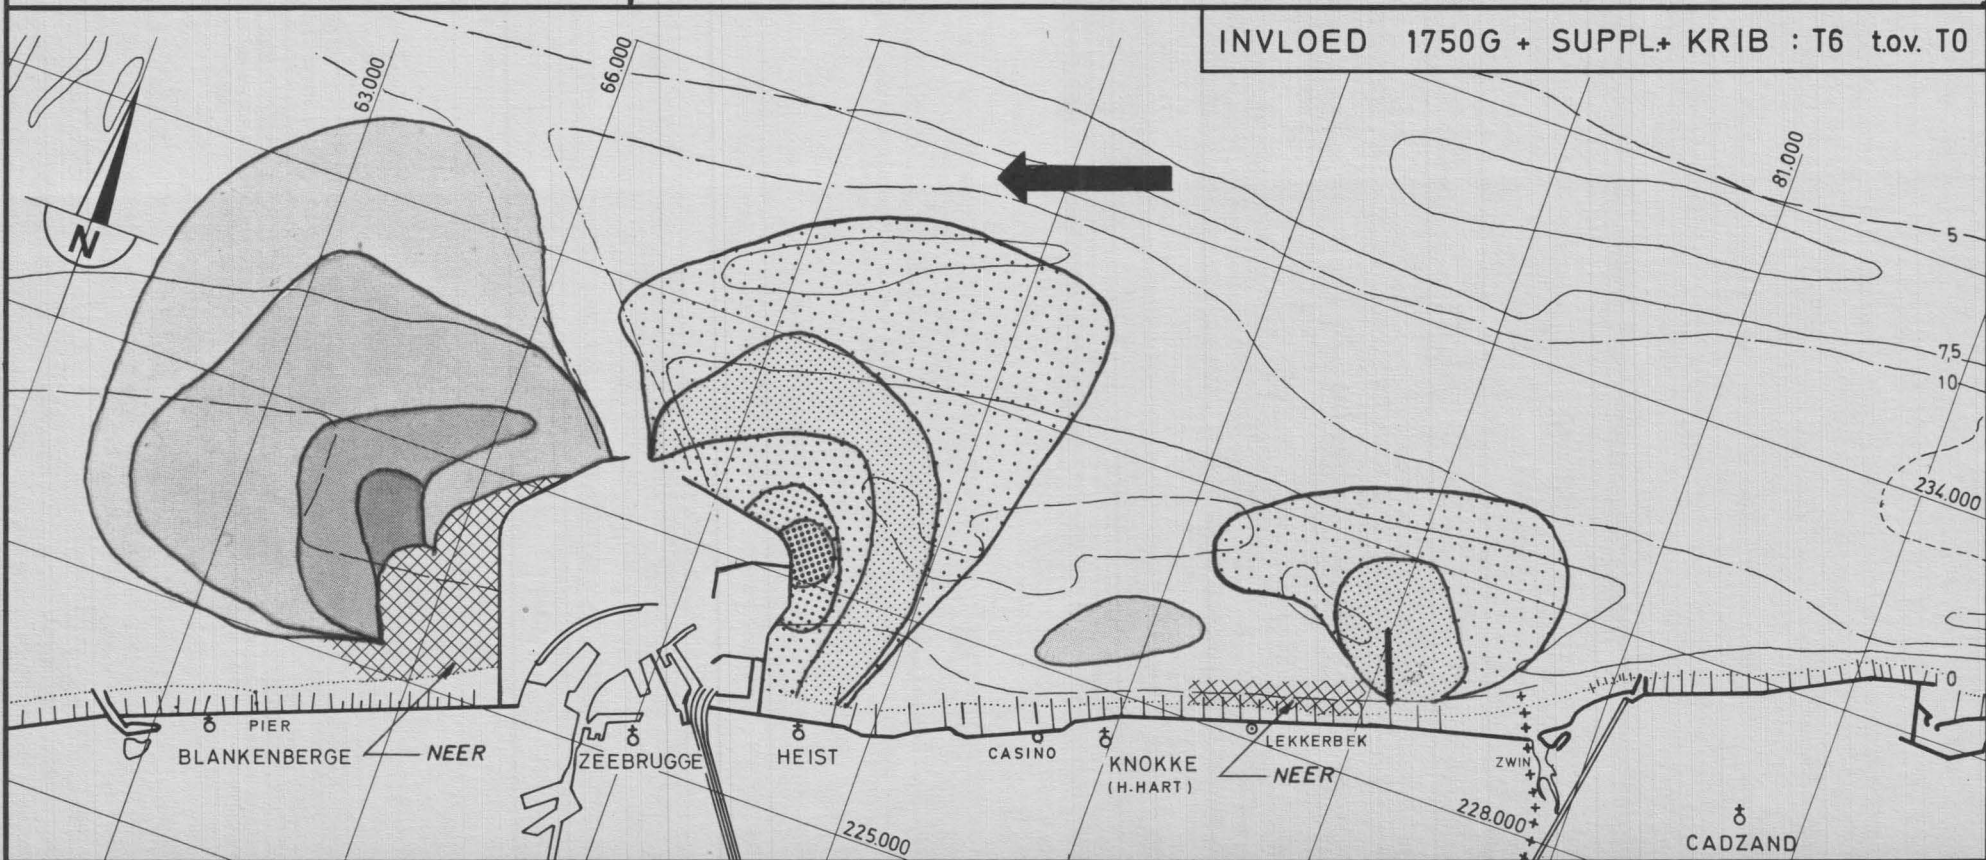 INVLOED 1750G + SUPPL.+ KRIB : T6 t.o.v. T0
63.000
66.000
81.000
N
5
7,5
10
234.000
0
PIER
BLANKENBERGE
NEER
ZEEBRUGGE
HEIST
CASINO
KNOKKE
(H.HART)
LEKKERBEK
NEER
ZWIN
225.000
228.000
CADZAND